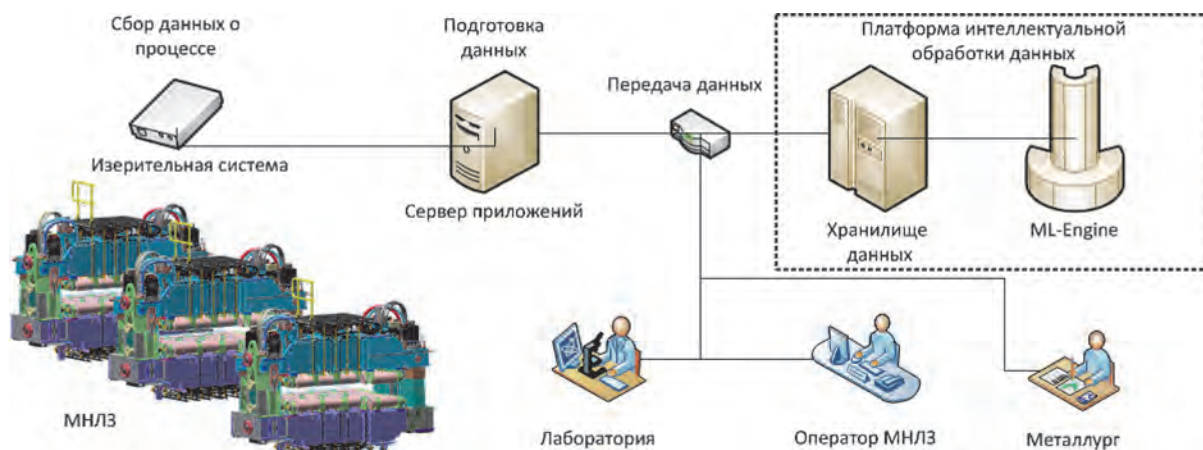 Сбор данных о
процессе
Подготовка
данных
Платформа интеллектуальной
обработки данных
Передача данных
Изерительная система
Сервер приложений
Хранилище
данных
ML-Engine
МНЛЗ
Лаборатория
Оператор МНЛЗ
Металлург